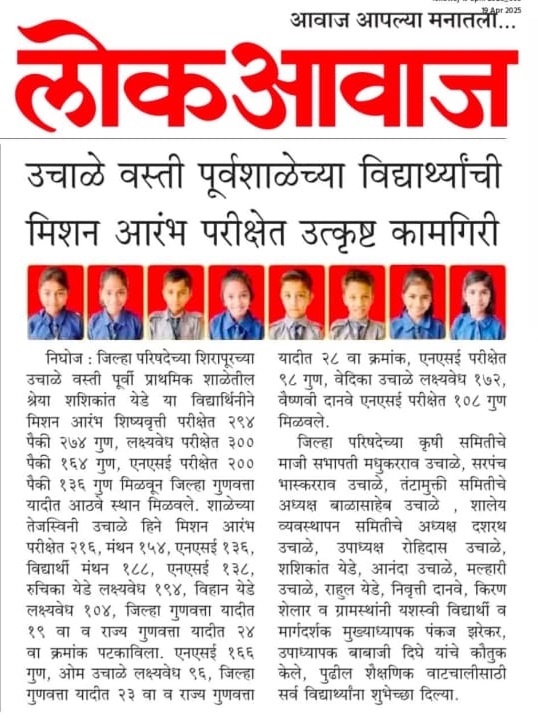 19 Apr 2025
आवाज आपल्या मनातला...
लोकआवाज
उचाळे वस्ती पूर्वशाळेच्या विद्यार्थ्यांची
मिशन आरंभ परीक्षेत उत्कृष्ट कामगिरी
निघोज : जिल्हा परिषदेच्या शिरापूरच्या
उचाळे वस्ती पूर्वी प्राथमिक शाळेतील
श्रेया शशिकांत येडे या विद्यार्थिनीने
मिशन आरंभ शिष्यवृत्ती परीक्षेत २९४
पैकी २७४ गुण, लक्ष्यवेध परीक्षेत ३००
पैकी १६४ गुण, एनएसई परीक्षेत २००
पैकी १३६ गुण मिळवून जिल्हा गुणवत्ता
यादीत आठवे स्थान मिळवले. शाळेच्या
तेजस्विनी उचाळे हिने मिशन आरंभ
परीक्षेत २१६, मंथन १५४, एनएसई १३६,
विद्यार्थी मंथन १८८, एनएसई १३८,
रुचिका येडे लक्ष्यवेध १९४, विहान येडे
लक्ष्यवेध १०४, जिल्हा गुणवत्ता यादीत
१९ वा व राज्य गुणवत्ता यादीत २४
वा क्रमांक पटकाविला. एनएसई १६६
गुण, ओम उचाळे लक्ष्यवेध ९६, जिल्हा
गुणवत्ता यादीत २३ वा व राज्य गुणवत्ता
यादीत २८ वा क्रमांक, एनएसई परीक्षेत
९८ गुण, वेदिका उचाळे लक्ष्यवेध १७२,
वैष्णवी दानवे एनएसई परीक्षेत १०८ गुण
मिळवले.
जिल्हा परिषदेच्या कृषी समितीचे
माजी सभापती मधुकरराव उचाळे, सरपंच
भास्करराव उचाळे, तंटामुक्ती समितीचे
अध्यक्ष बाळासाहेब उचाळे , शालेय
व्यवस्थापन समितीचे अध्यक्ष दशरथ
उचाळे, उपाध्यक्ष रोहिदास उचाळे,
शशिकांत येडे, आनंदा उचाळे, मल्हारी
उचाळे, राहुल येडे, निवृत्ती दानवे, किरण
शेलार व ग्रामस्थांनी यशस्वी विद्यार्थी व
मार्गदर्शक मुख्याध्यापक पंकज झरेकर,
उपाध्यापक बाबाजी दिघे यांचे कौतुक
केले, पुढील शैक्षणिक वाटचालीसाठी
सर्व विद्यार्थ्यांना शुभेच्छा दिल्या.